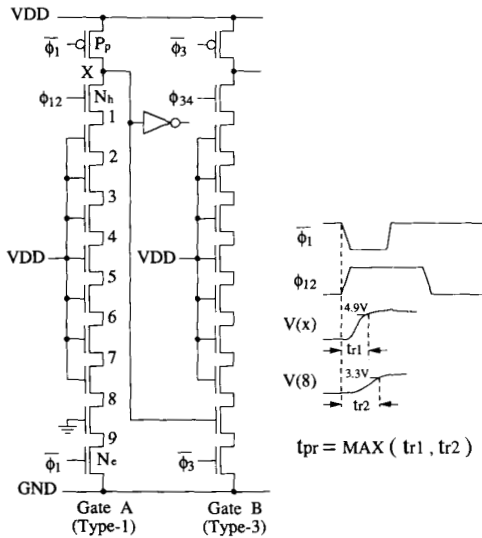 VDD
φ̅1
Pp
φ̅3
X
φ12
Nh
φ34
1
2
3
4
VDD
VDD
5
6
7
8
9
φ̅1
Ne
φ̅3
GND
Gate A
(Type-1)
Gate B
(Type-3)
φ̅1
φ12
4.9V
V(x)
tr1
V(8)
3.3V
tr2
tpr = MAX ( tr1 , tr2 )